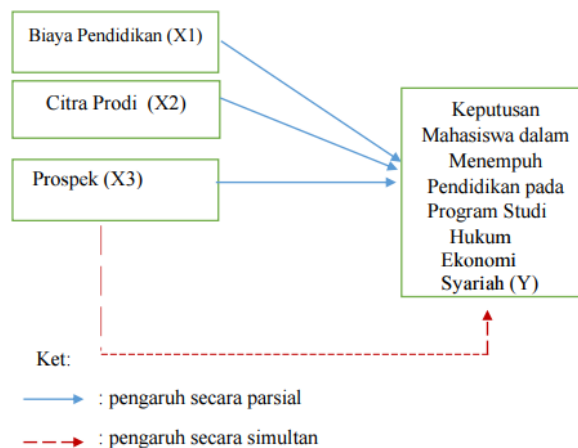 Biaya Pendidikan (X1)
Citra Prodi (X2)
Prospek (X3)
Keputusan
Mahasiswa dalam
Menempuh
Pendidikan pada
Program Studi
Hukum
Ekonomi
Syariah (Y)
Ket:
: pengaruh secara parsial
: pengaruh secara simultan